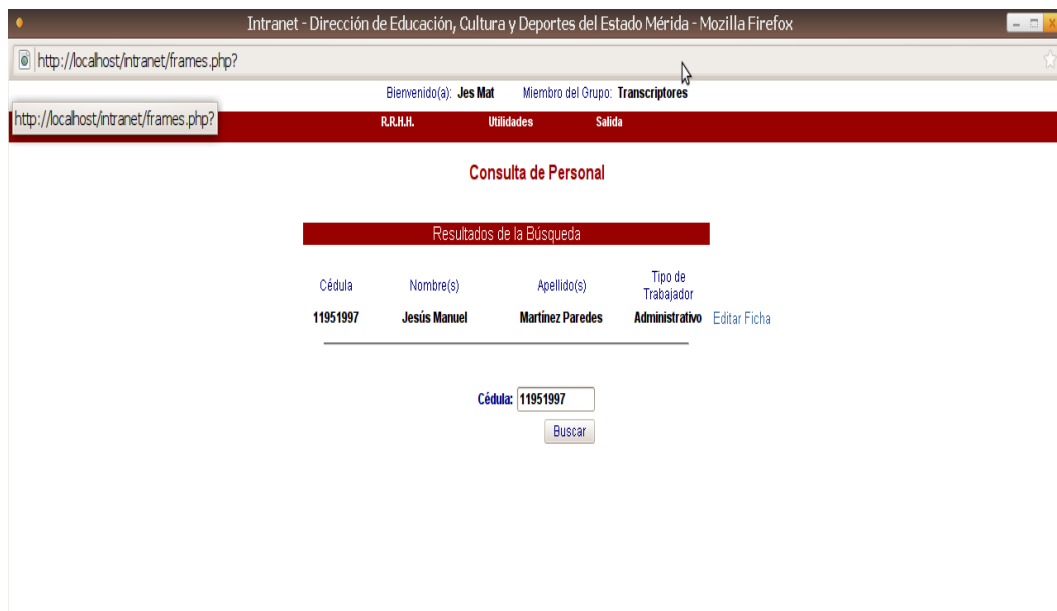 Intranet - Dirección de Educación, Cultura y Deportes del Estado Mérida - Mozilla Firefox
http://localhost/intranet/frames.php?
Bienvenido(a): Jes Mat Miembro del Grupo: Transcriptores
http://localhost/intranet/frames.php?
R.R.H.H. Utilidades Salida
Consulta de Personal
Resultados de la Búsqueda
Cédula Nombre(s) Apellido(s) Tipo de Trabajador
11951997 Jesús Manuel Martínez Paredes Administrativo Editar Ficha
Cédula: 11951997
Buscar